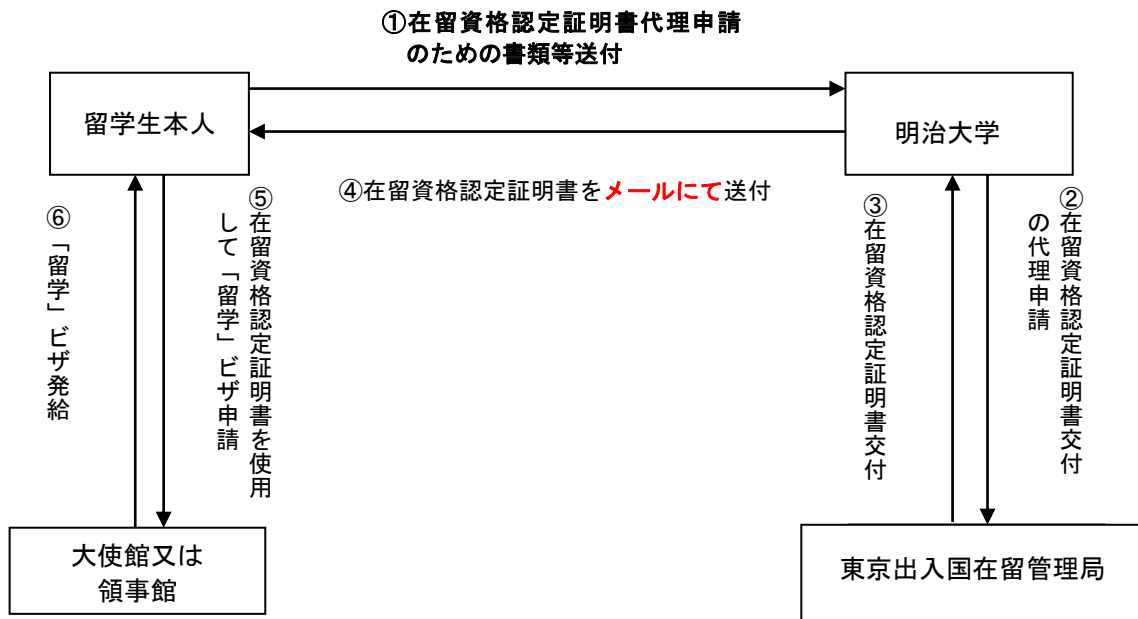 ①在留資格認定証明書代理申請
のための書類等送付
留学生本人
明治大学
④在留資格認定証明書をメールにて送付
②在留資格認定証明書交付
の代理申請
③在留資格認定証明書交付
⑤在留資格認定証明書を使用
して「留学」ビザ申請
⑥「留学」ビザ発給
大使館又は
領事館
東京出入国在留管理局